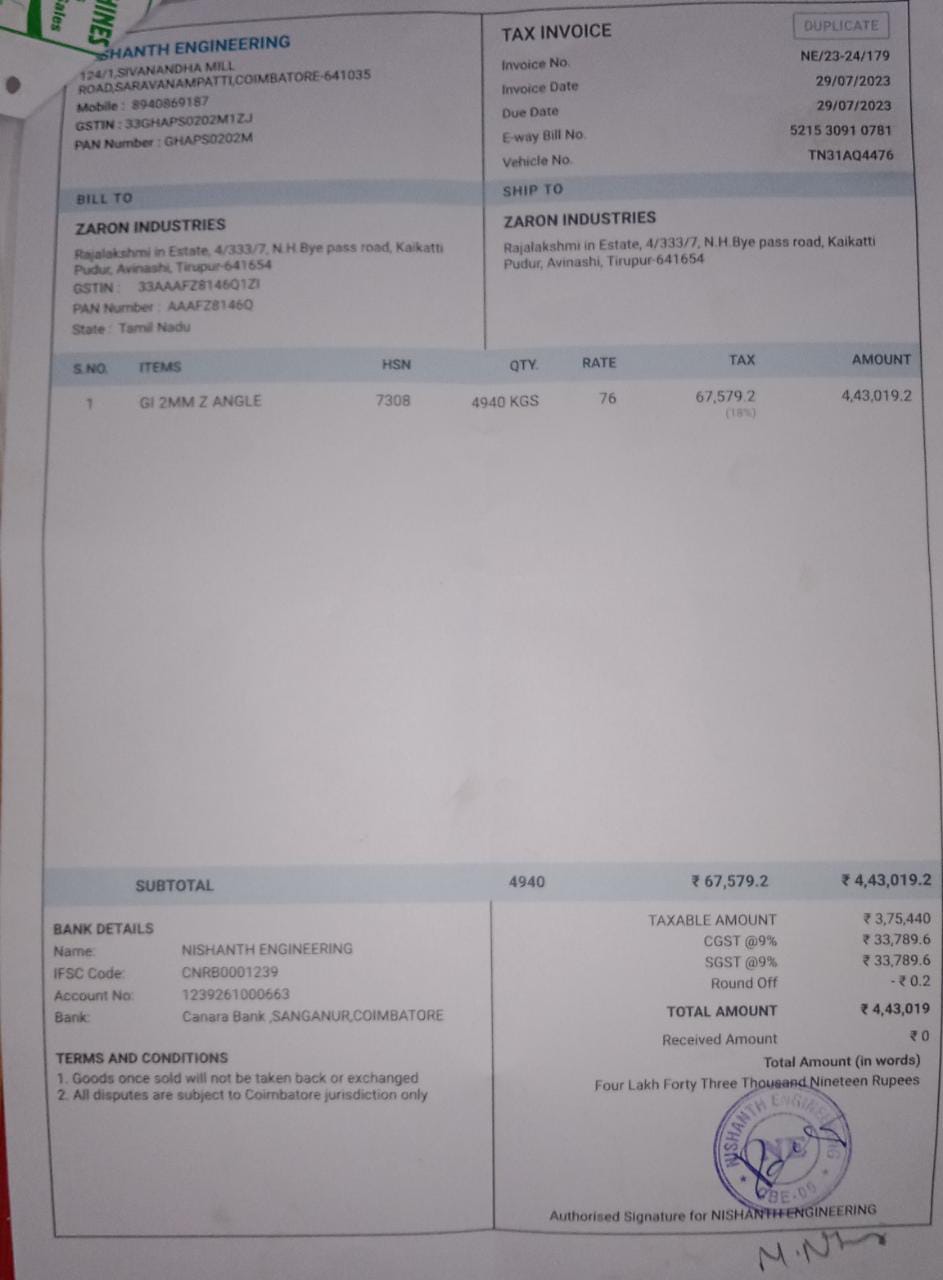 HINES
ales
NISHANTH ENGINEERING
124/1,SIVANANDHA MILL
ROAD,SARAVANAMPATTI,COIMBATORE-641035
Mobile : 8940869187
GSTIN : 33GHAPS0202M1ZJ
PAN Number : GHAPS0202M
TAX INVOICE
DUPLICATE
Invoice No. NE/23-24/179
Invoice Date 29/07/2023
Due Date 29/07/2023
E-way Bill No. 5215 3091 0781
Vehicle No. TN31AQ4476
BILL TO
ZARON INDUSTRIES
Rajalakshmi in Estate, 4/333/7, N.H.Bye pass road, Kaikatti
Pudur, Avinashi, Tirupur-641654
GSTIN : 33AAAFZ8146Q1ZI
PAN Number : AAAFZ8146Q
State : Tamil Nadu
SHIP TO
ZARON INDUSTRIES
Rajalakshmi in Estate, 4/333/7, N.H.Bye pass road, Kaikatti
Pudur, Avinashi, Tirupur-641654
S.NO. ITEMS HSN QTY. RATE TAX AMOUNT
1 GI 2MM Z ANGLE 7308 4940 KGS 76 67,579.2 4,43,019.2
(18%)
SUBTOTAL 4940 ₹ 67,579.2 ₹ 4,43,019.2
BANK DETAILS
Name: NISHANTH ENGINEERING
IFSC Code: CNRB0001239
Account No: 1239261000663
Bank: Canara Bank ,SANGANUR,COIMBATORE
TERMS AND CONDITIONS
1. Goods once sold will not be taken back or exchanged
2. All disputes are subject to Coimbatore jurisdiction only
TAXABLE AMOUNT ₹ 3,75,440
CGST @9% ₹ 33,789.6
SGST @9% ₹ 33,789.6
Round Off - ₹ 0.2
TOTAL AMOUNT ₹ 4,43,019
Received Amount ₹ 0
Total Amount (in words)
Four Lakh Forty Three Thousand Nineteen Rupees
NISHANTH ENGINEERING
NE
CBE-09
Authorised Signature for NISHANTH ENGINEERING